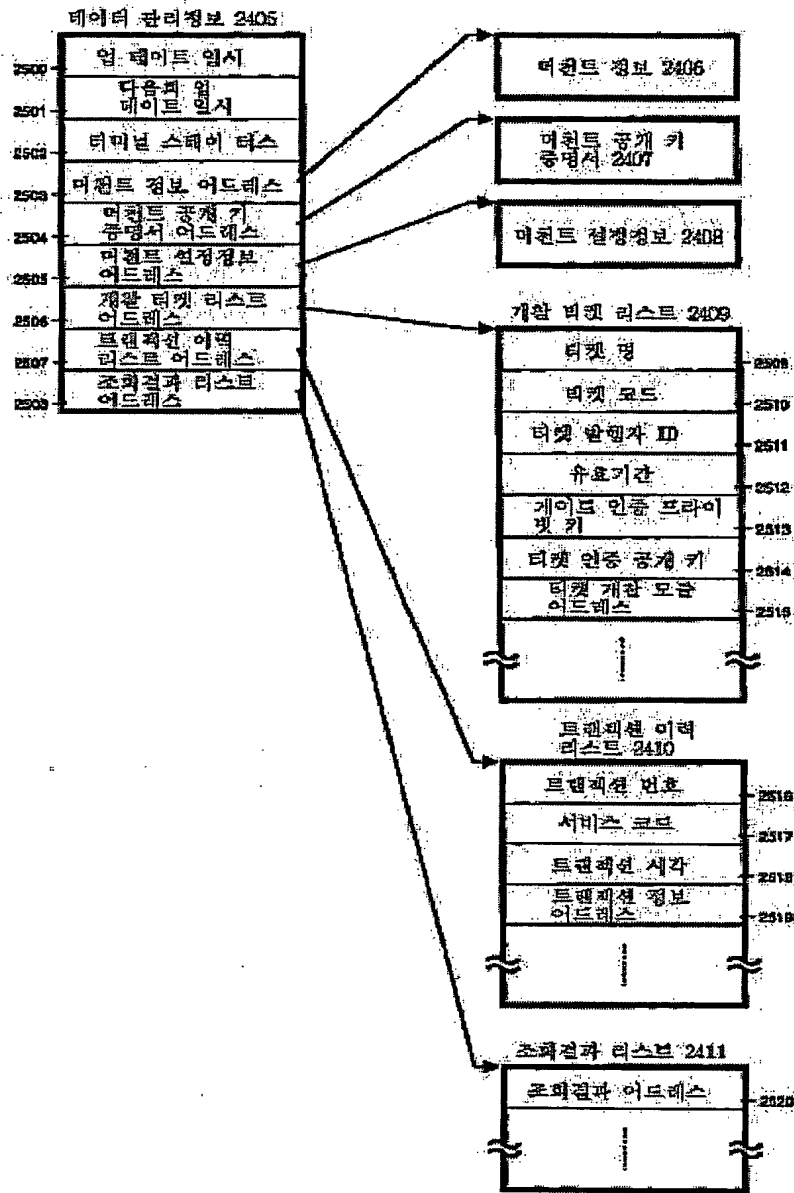 데이터 관리정보 2405
업 데이트 일시
2500
다음회 업
데이트 일시
2501
터미널 스테이 터스
2502
머천트 정보 어드레스
2503
머천트 공개 키
증명서 어드레스
2504
머천트 설정정보
어드레스
2505
개찰 티켓 리스트
어드레스
2506
트랜잭션 이력
리스트 어드레스
2507
조회결과 리스트
어드레스
2508
머천트 정보 2406
머천트 공개 키
증명서 2407
머천트 설정정보 2408
개찰 티켓 리스트 2409
티켓 명
2509
티켓 코드
2510
티켓 발행자 ID
2511
유효기간
2512
게이트 인증 프라이
빗 키
2513
티켓 인증 공개 키
2514
티켓 개찰 모듈
어드레스
2515
트랜잭션 이력
리스트 2410
트랜잭션 번호
2516
서비스 코드
2517
트랜잭션 시각
2518
트랜잭션 정보
어드레스
2519
조회결과 리스트 2411
조회결과 어드레스
2520